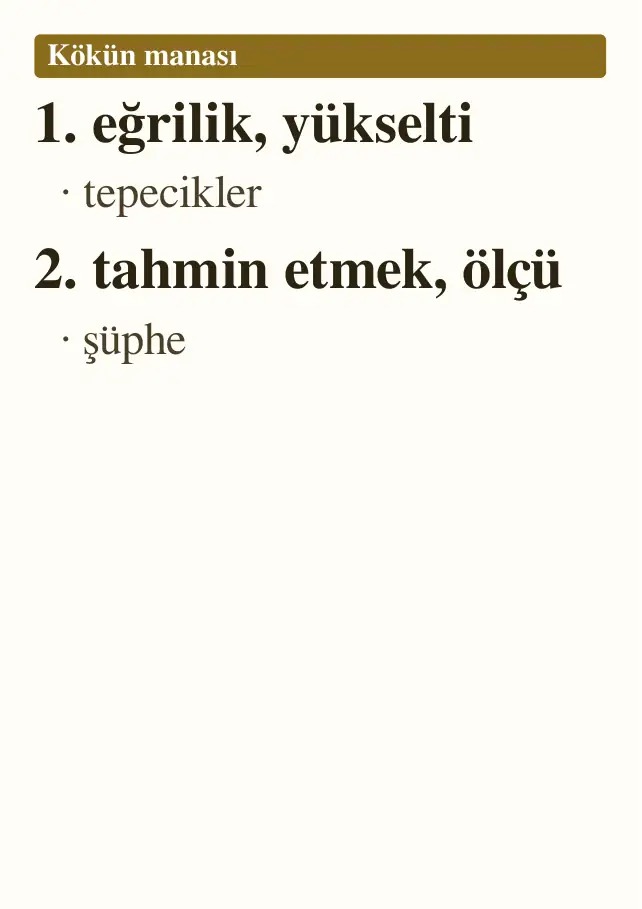 Kökün manası
1. eğrilik, yükselti
· tepecikler
2. tahmin etmek, ölçü
· şüphe